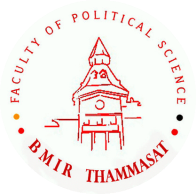 FACULTY OF POLITICAL SCIENCE
BMIR THAMMASAT